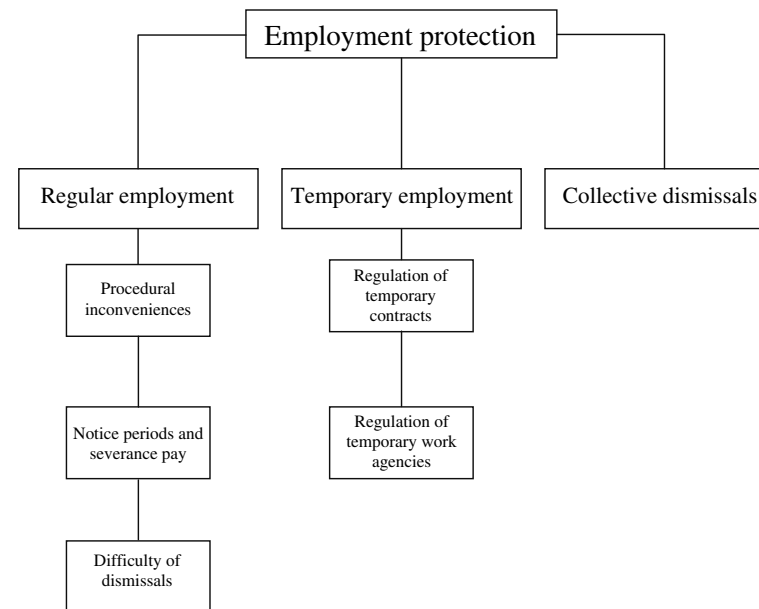 Employment protection
Regular employment
Temporary employment
Collective dismissals
Procedural
inconveniences
Regulation of
temporary
contracts
Notice periods and
severance pay
Regulation of
temporary work
agencies
Difficulty of
dismissals